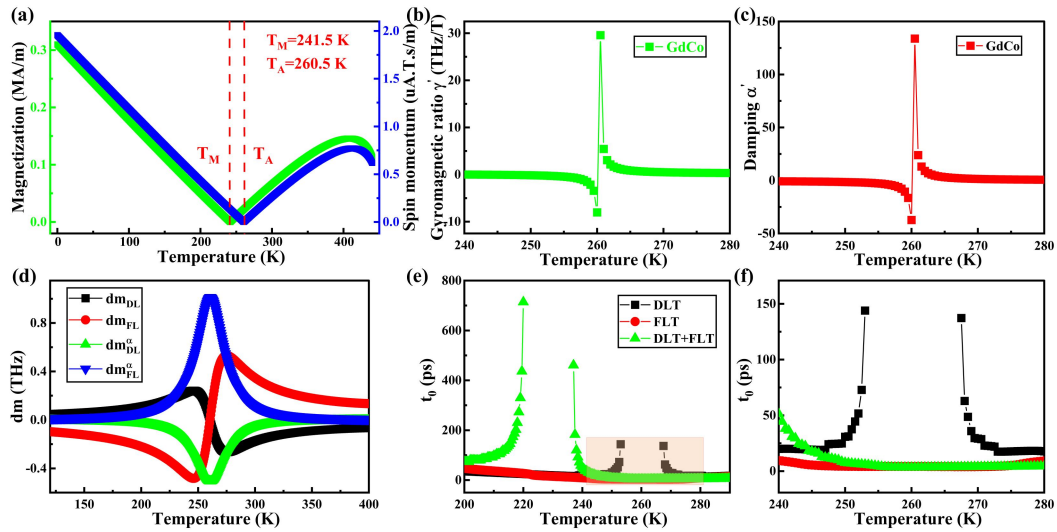 (a)
Magnetization (MA/m)
0.3
0.2
0.1
0.0
T_M=241.5 K
T_A=260.5 K
T_M
T_A
2.0
1.5
1.0
0.5
0.0
Spin momentum (uA.T.s/m)
0 100 200 300 400
Temperature (K)
(b)
Gyromagnetic ratio γ' (THz/T)
30
20
10
0
-10
GdCo
240 250 260 270 280
Temperature (K)
(c)
Damping α'
150
100
50
0
-50
GdCo
240 250 260 270 280
Temperature (K)
(d)
dm (THz)
0.8
0.4
0.0
-0.4
dm_DL
dm_FL
dm^α_DL
dm^α_FL
150 200 250 300 350 400
Temperature (K)
(e)
t_0 (ps)
800
600
400
200
0
DLT
FLT
DLT+FLT
200 210 220 230 240 250 260 270 280 290
Temperature (K)
(f)
t_0 (ps)
150
100
50
0
240 250 260 270 280
Temperature (K)